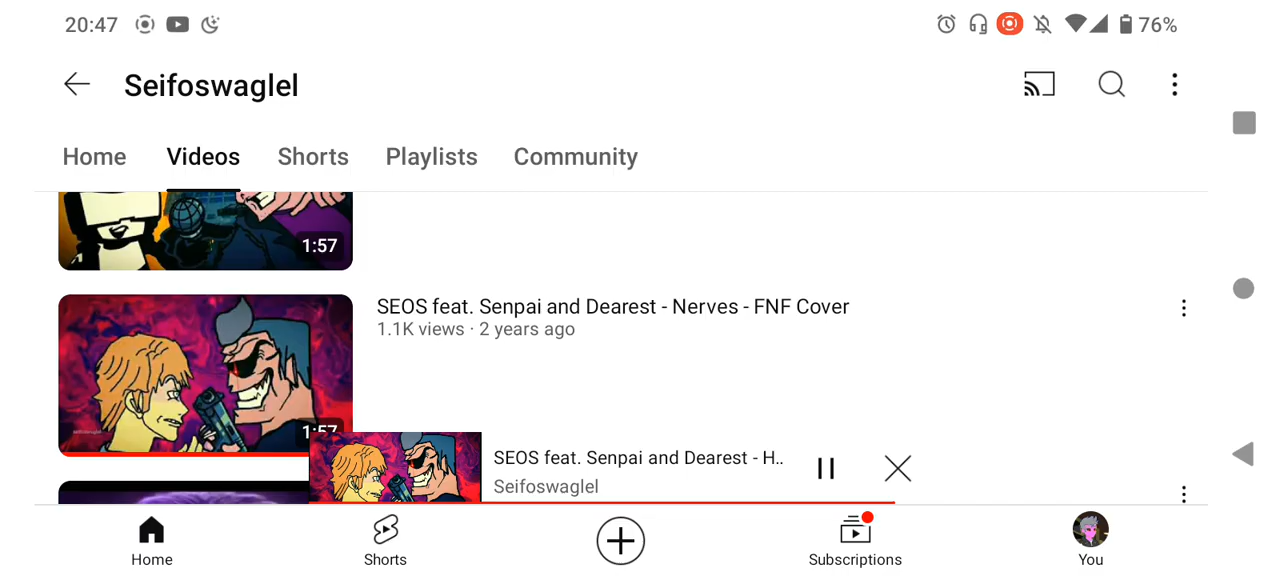 20:47
76%
Seifoswaglel
Home Videos Shorts Playlists Community
1:57
SEOS feat. Senpai and Dearest - Nerves - FNF Cover
1.1K views · 2 years ago
1:57
SEOS feat. Senpai and Dearest - H..
Seifoswaglel
Home Shorts Subscriptions You